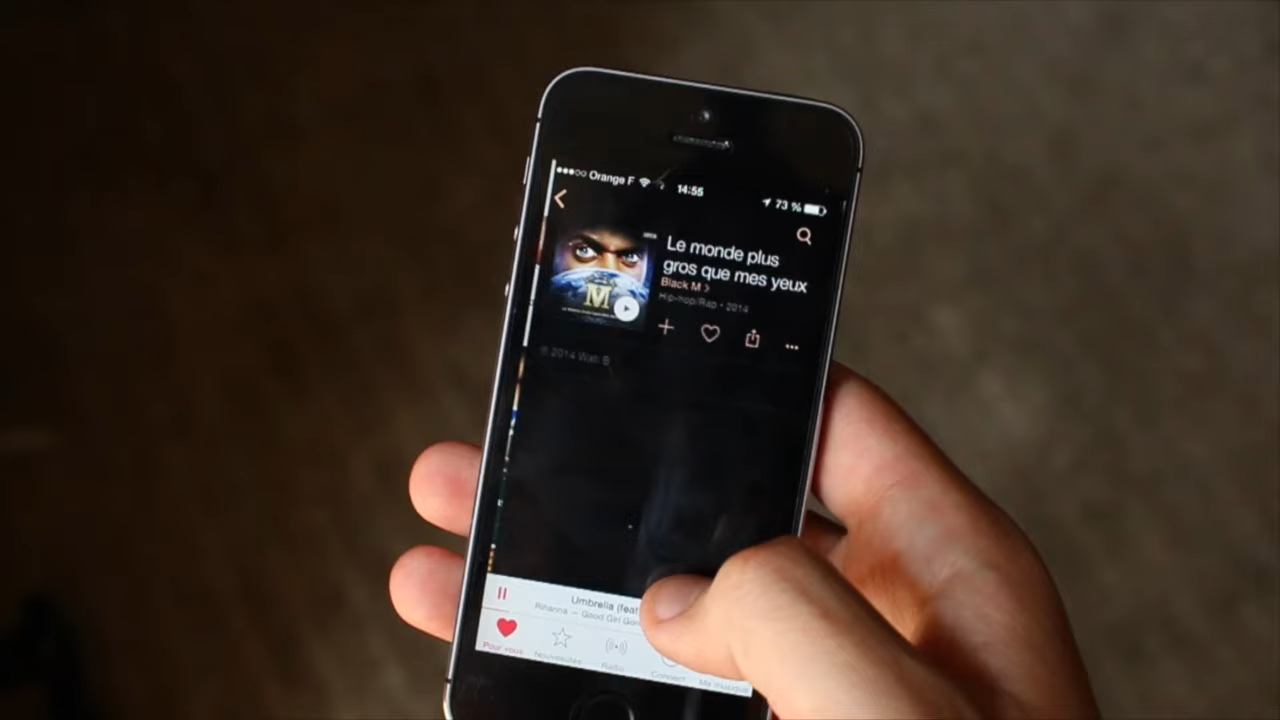 Orange F 14:55 73 %
Le monde plus
gros que mes yeux
Black M >
Hip-hop/Rap • 2014
M
℗ 2014 Wati B
Umbrella (feat
Rihanna — Good Girl Gon
Pour vous Nouveautés Radio Connect Ma musique